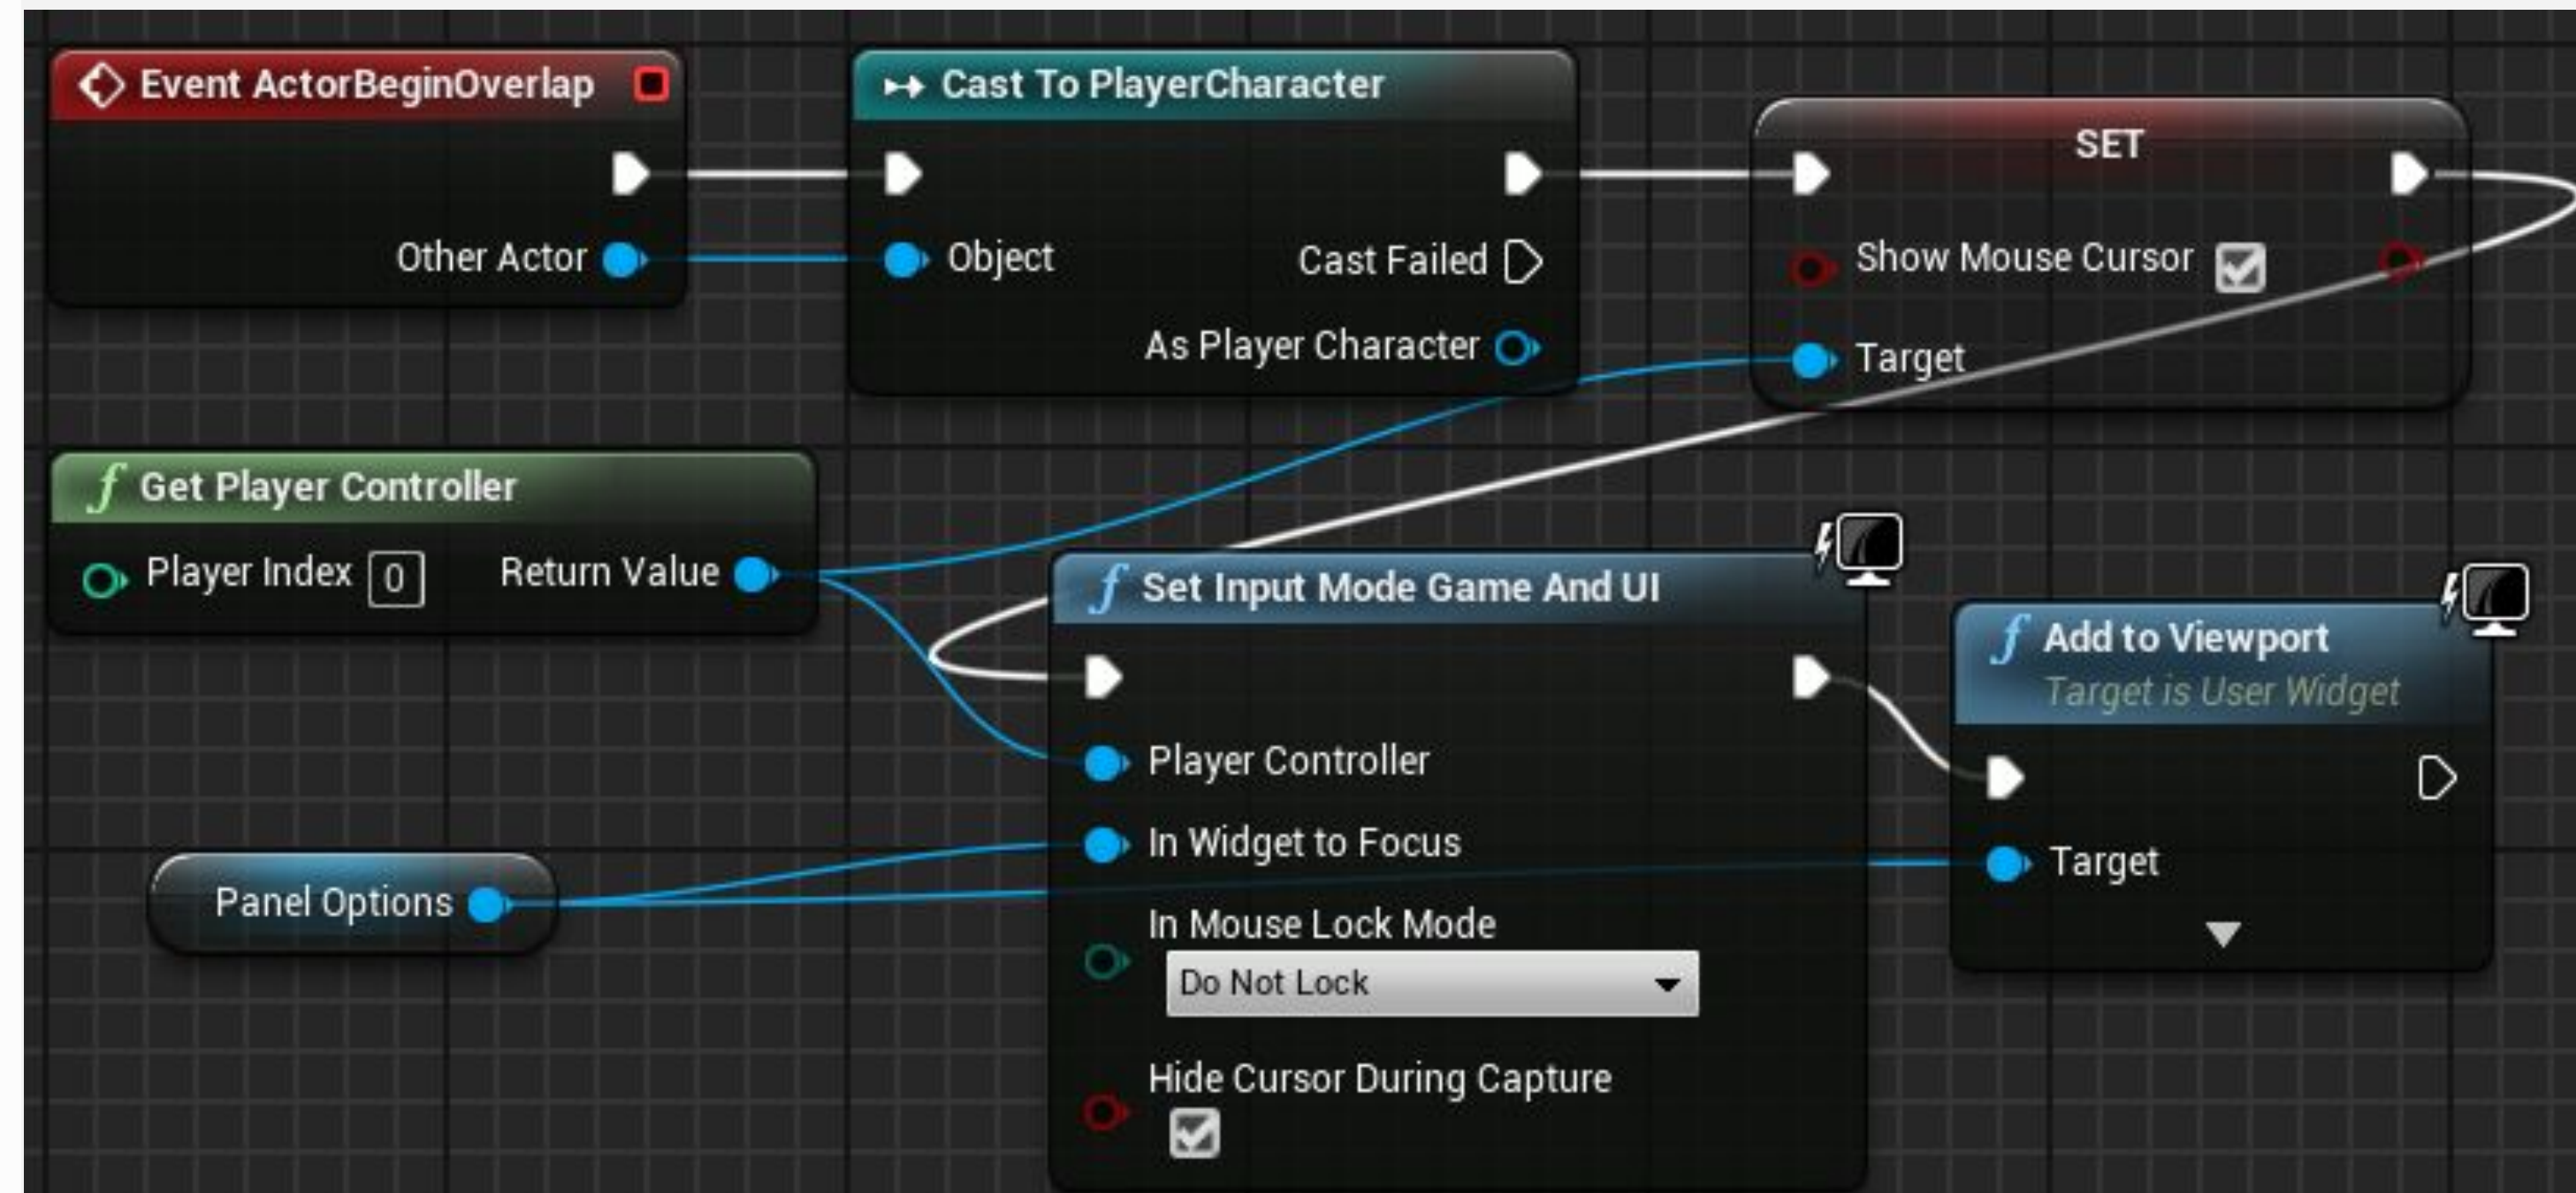 Event ActorBeginOverlap
Other Actor
Cast To PlayerCharacter
Object
Cast Failed
As Player Character
SET
Show Mouse Cursor
Target
f Get Player Controller
Player Index 0
Return Value
Panel Options
f Set Input Mode Game And UI
Player Controller
In Widget to Focus
In Mouse Lock Mode
Do Not Lock
Hide Cursor During Capture
f Add to Viewport
Target is User Widget
Target